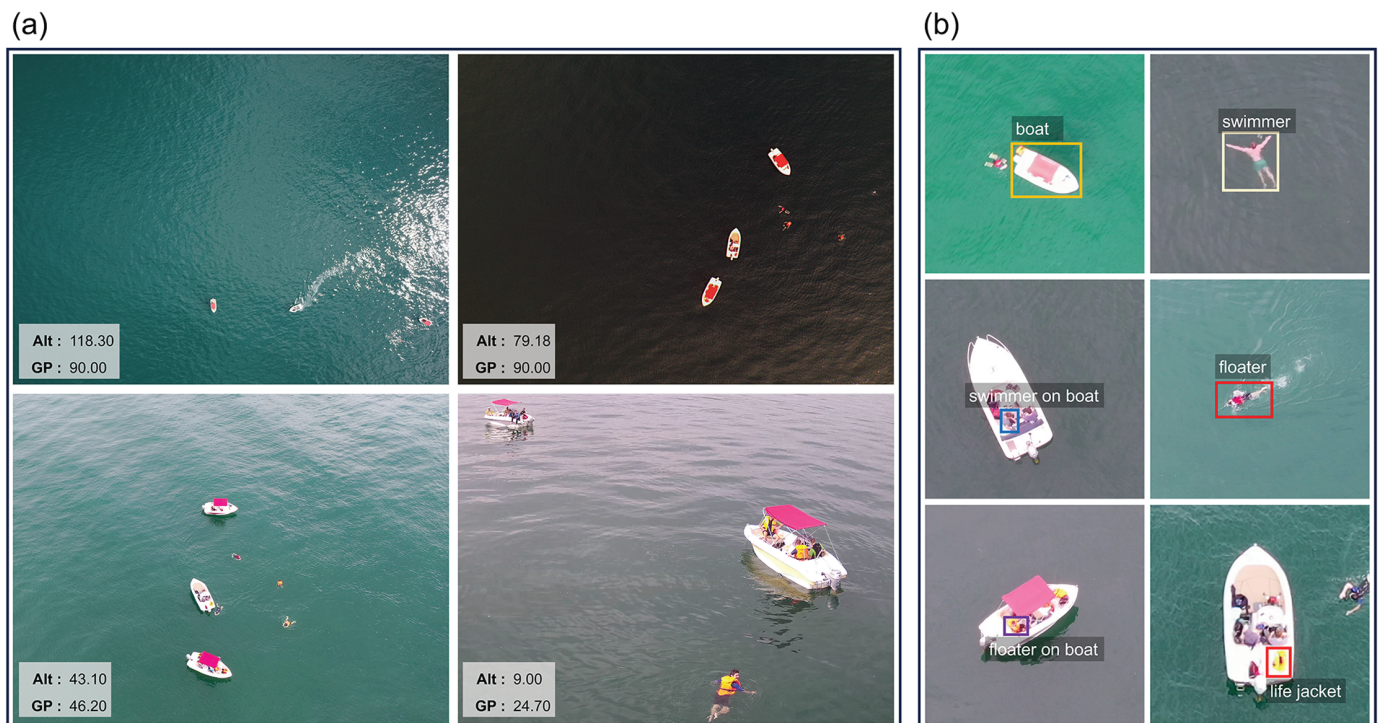 (a)
(b)
Alt : 118.30
GP : 90.00
Alt : 79.18
GP : 90.00
Alt : 43.10
GP : 46.20
Alt : 9.00
GP : 24.70
boat
swimmer
swimmer on boat
floater
floater on boat
life jacket